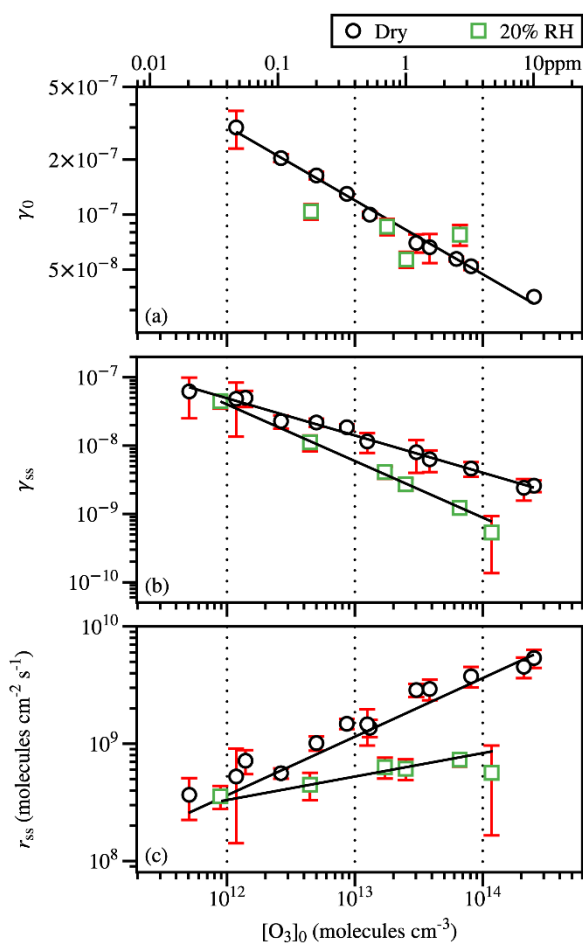 Dry 20% RH
0.01 0.1 1 10ppm
5×10⁻⁷
2×10⁻⁷
10⁻⁷
5×10⁻⁸
γ₀
(a)
10⁻⁷
10⁻⁸
10⁻⁹
10⁻¹⁰
γss
(b)
10¹⁰
10⁹
10⁸
rss (molecules cm⁻² s⁻¹)
(c)
10¹² 10¹³ 10¹⁴
[O₃]₀ (molecules cm⁻³)